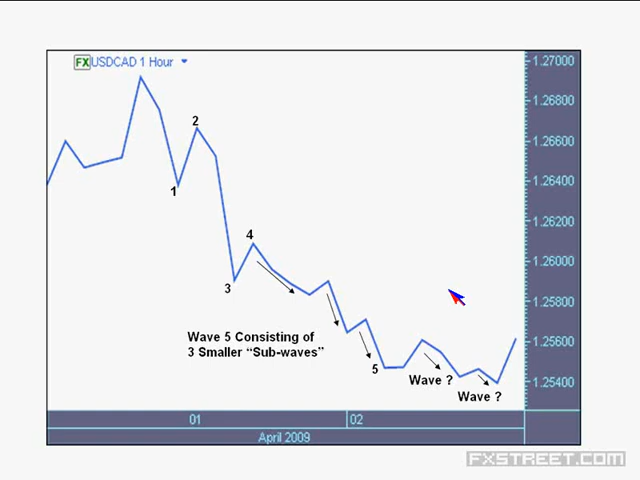 FX USDCAD 1 Hour
1.27000
1.26800
1.26600
1.26400
1.26200
1.26000
1.25800
1.25600
1.25400
2
1
4
3
Wave 5 Consisting of
3 Smaller “Sub-waves”
5
Wave ?
Wave ?
01
02
April 2009
FXSTREET.COM